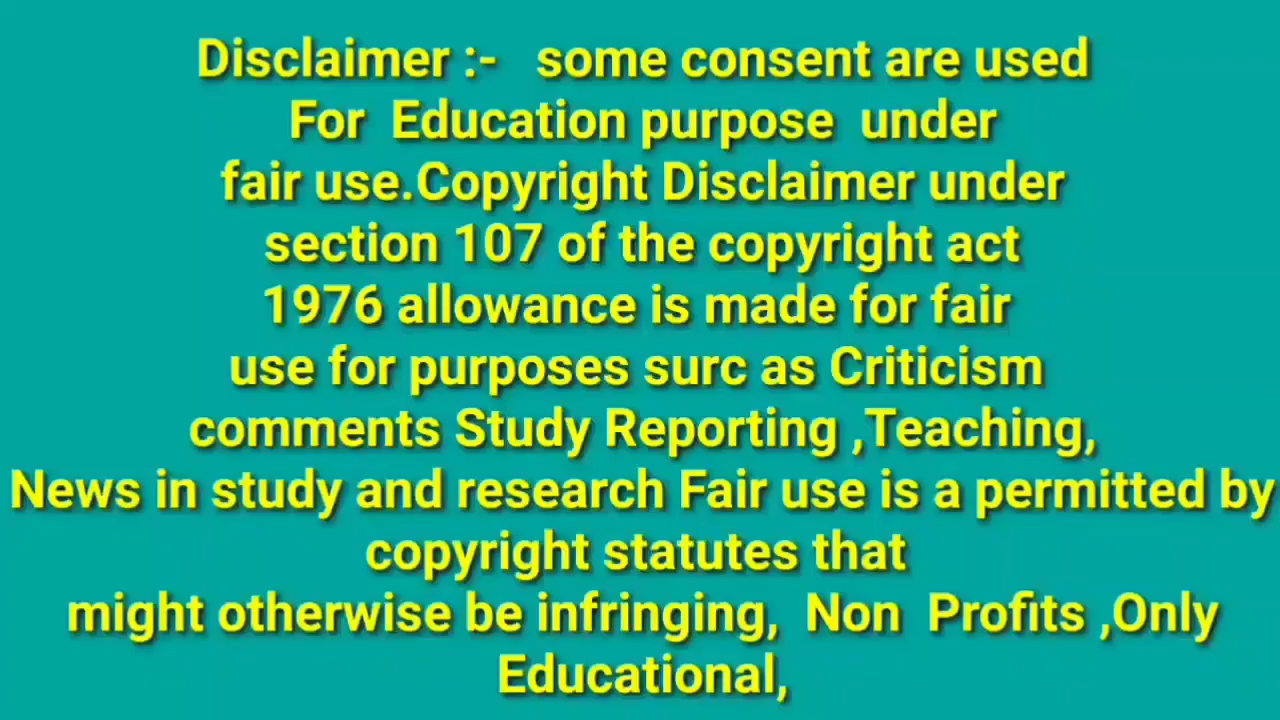 Disclaimer :- some consent are used
For Education purpose under
fair use.Copyright Disclaimer under
section 107 of the copyright act
1976 allowance is made for fair
use for purposes surc as Criticism
comments Study Reporting ,Teaching,
News in study and research Fair use is a permitted by
copyright statutes that
might otherwise be infringing, Non Profits ,Only
Educational,